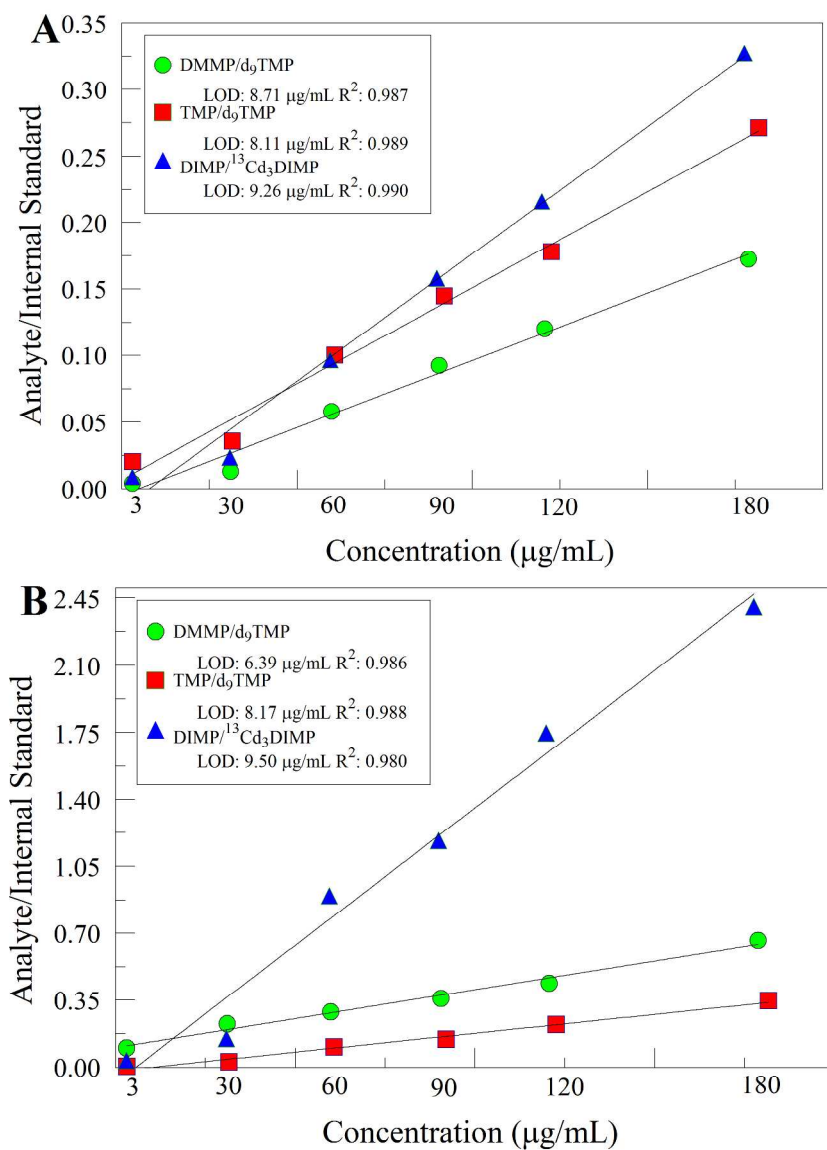 A
0.35
0.30
0.25
0.20
0.15
0.10
0.05
0.00
Analyte/Internal Standard
DMMP/d₉TMP
LOD: 8.71 μg/mL R²: 0.987
TMP/d₉TMP
LOD: 8.11 μg/mL R²: 0.989
DIMP/¹³Cd₃DIMP
LOD: 9.26 μg/mL R²: 0.990
3 30 60 90 120 180
Concentration (μg/mL)
B
2.45
2.10
1.75
1.40
1.05
0.70
0.35
0.00
Analyte/Internal Standard
DMMP/d₉TMP
LOD: 6.39 μg/mL R²: 0.986
TMP/d₉TMP
LOD: 8.17 μg/mL R²: 0.988
DIMP/¹³Cd₃DIMP
LOD: 9.50 μg/mL R²: 0.980
3 30 60 90 120 180
Concentration (μg/mL)